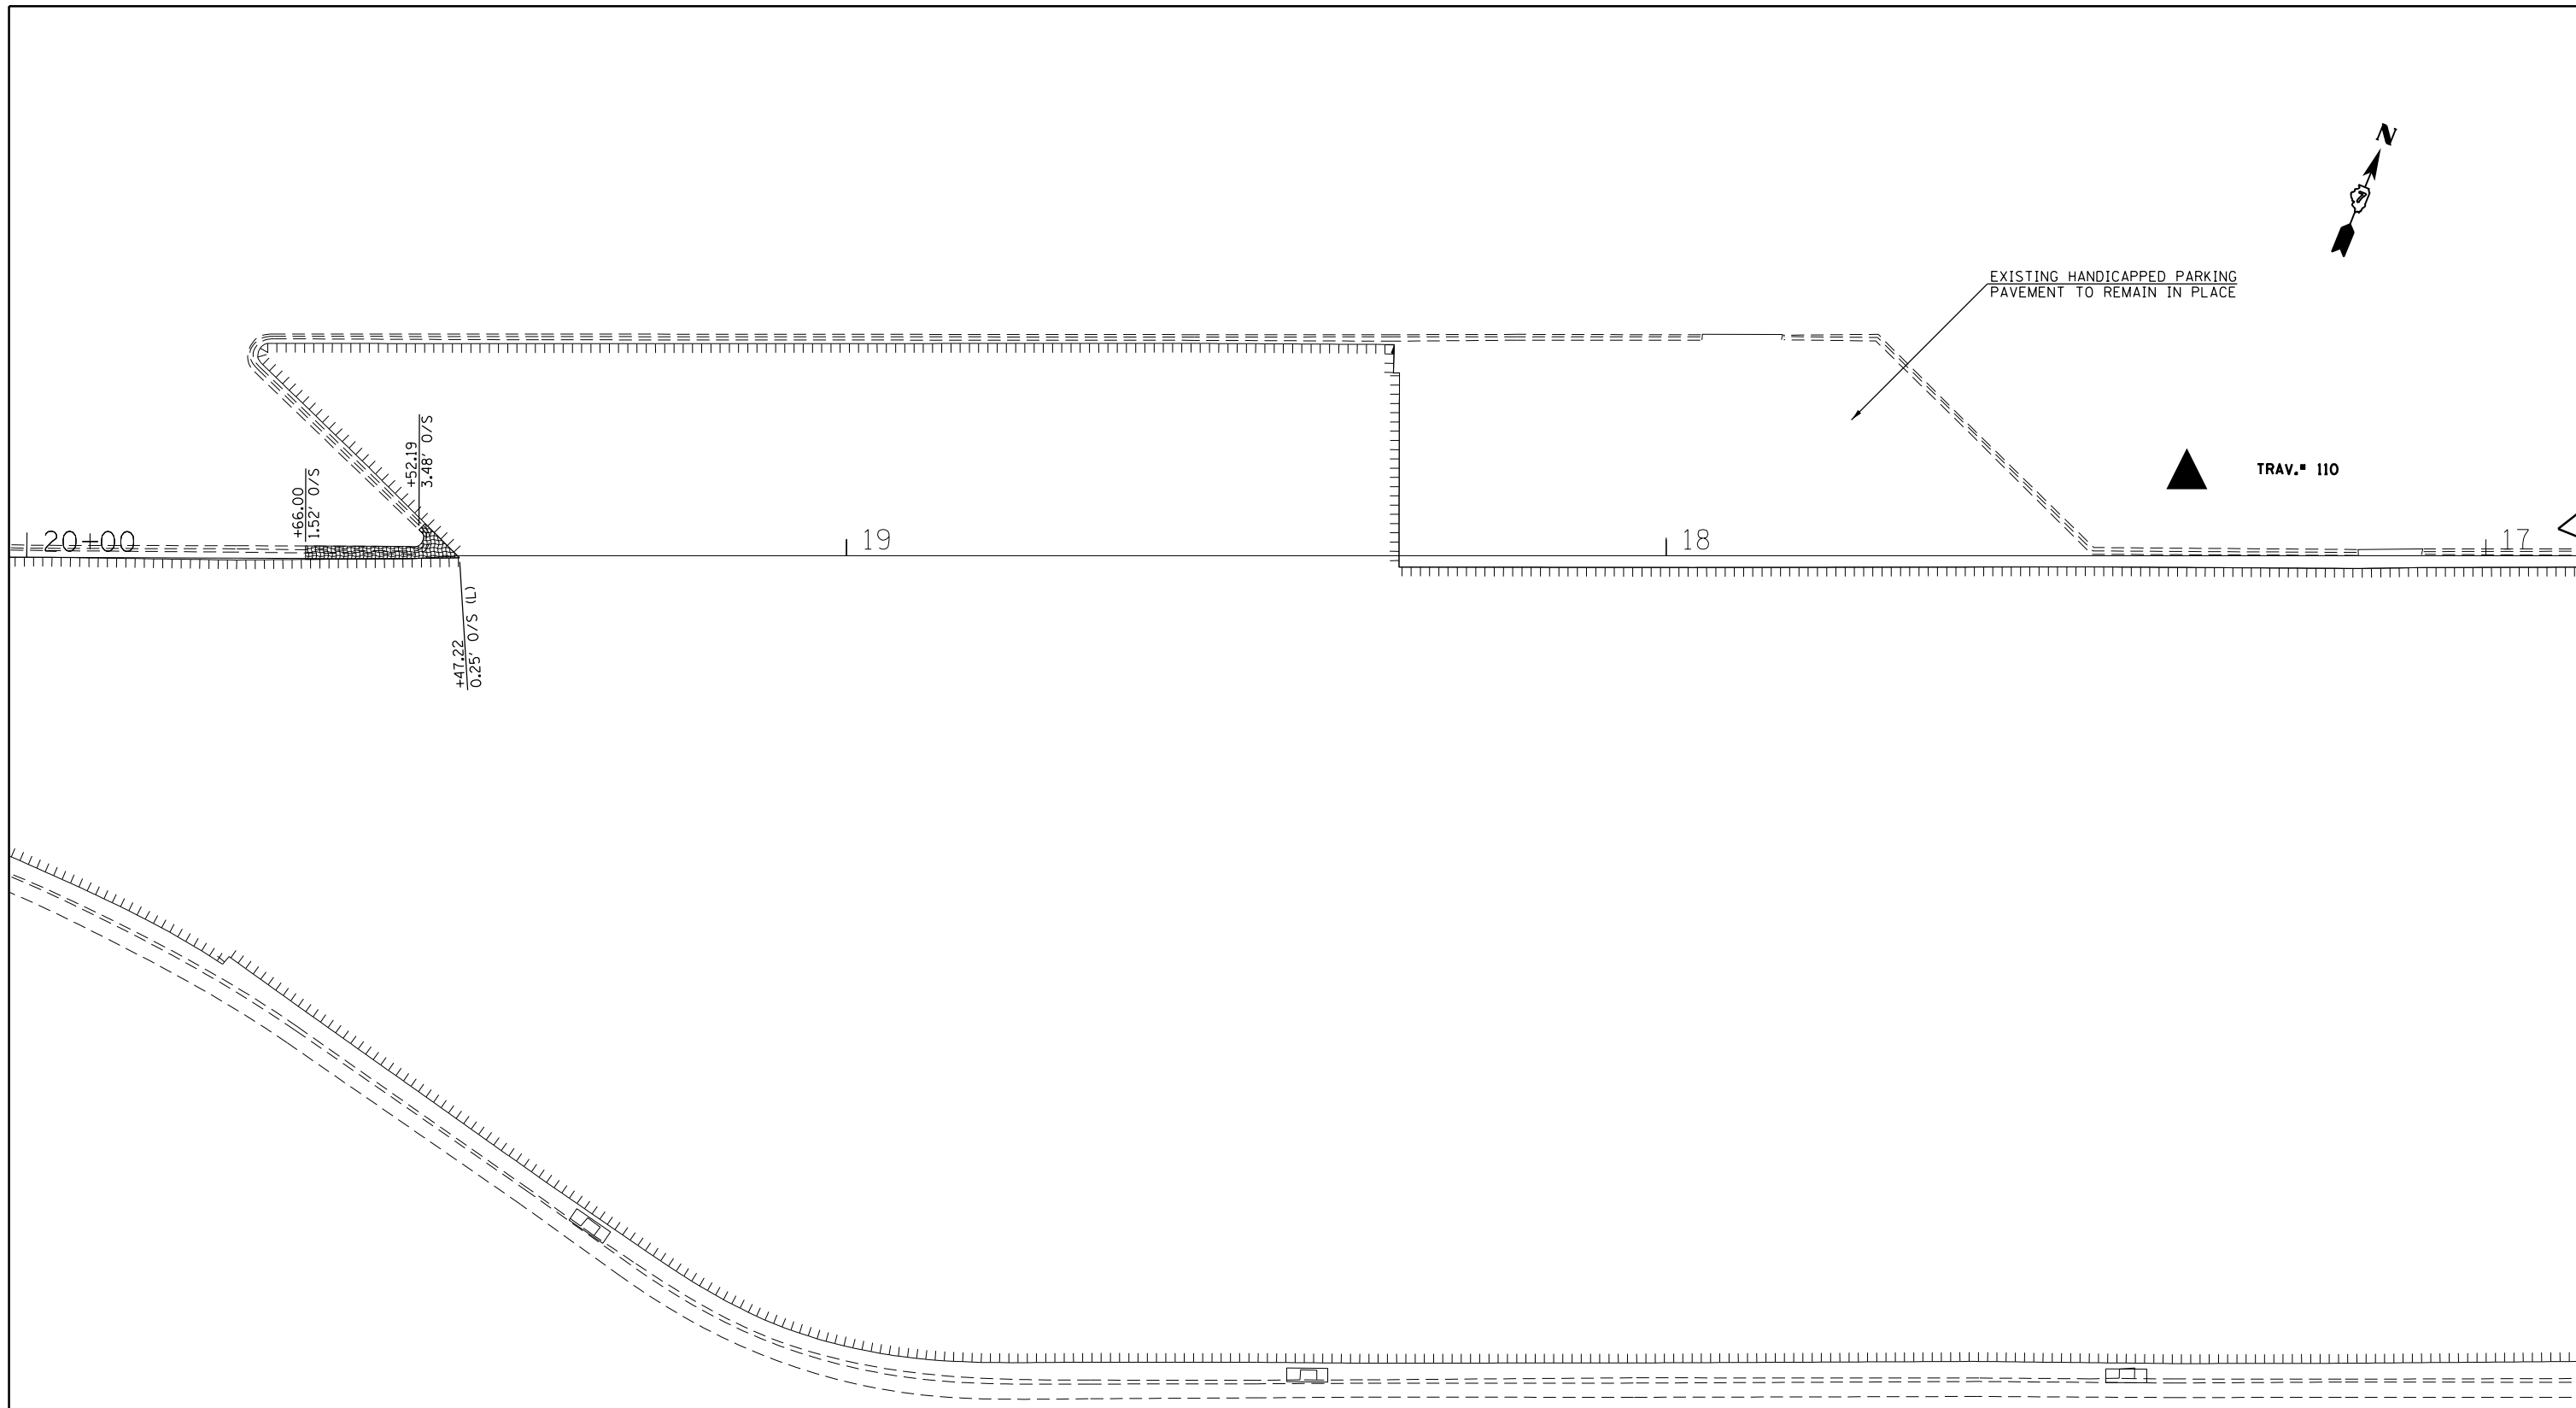 N
7
EXISTING HANDICAPPED PARKING
PAVEMENT TO REMAIN IN PLACE
TRAV.# 110
+52.19
3.48' O/S
+66.00
1.52' O/S
20+00
19
18
17
+47.22
0.25' O/S (L)